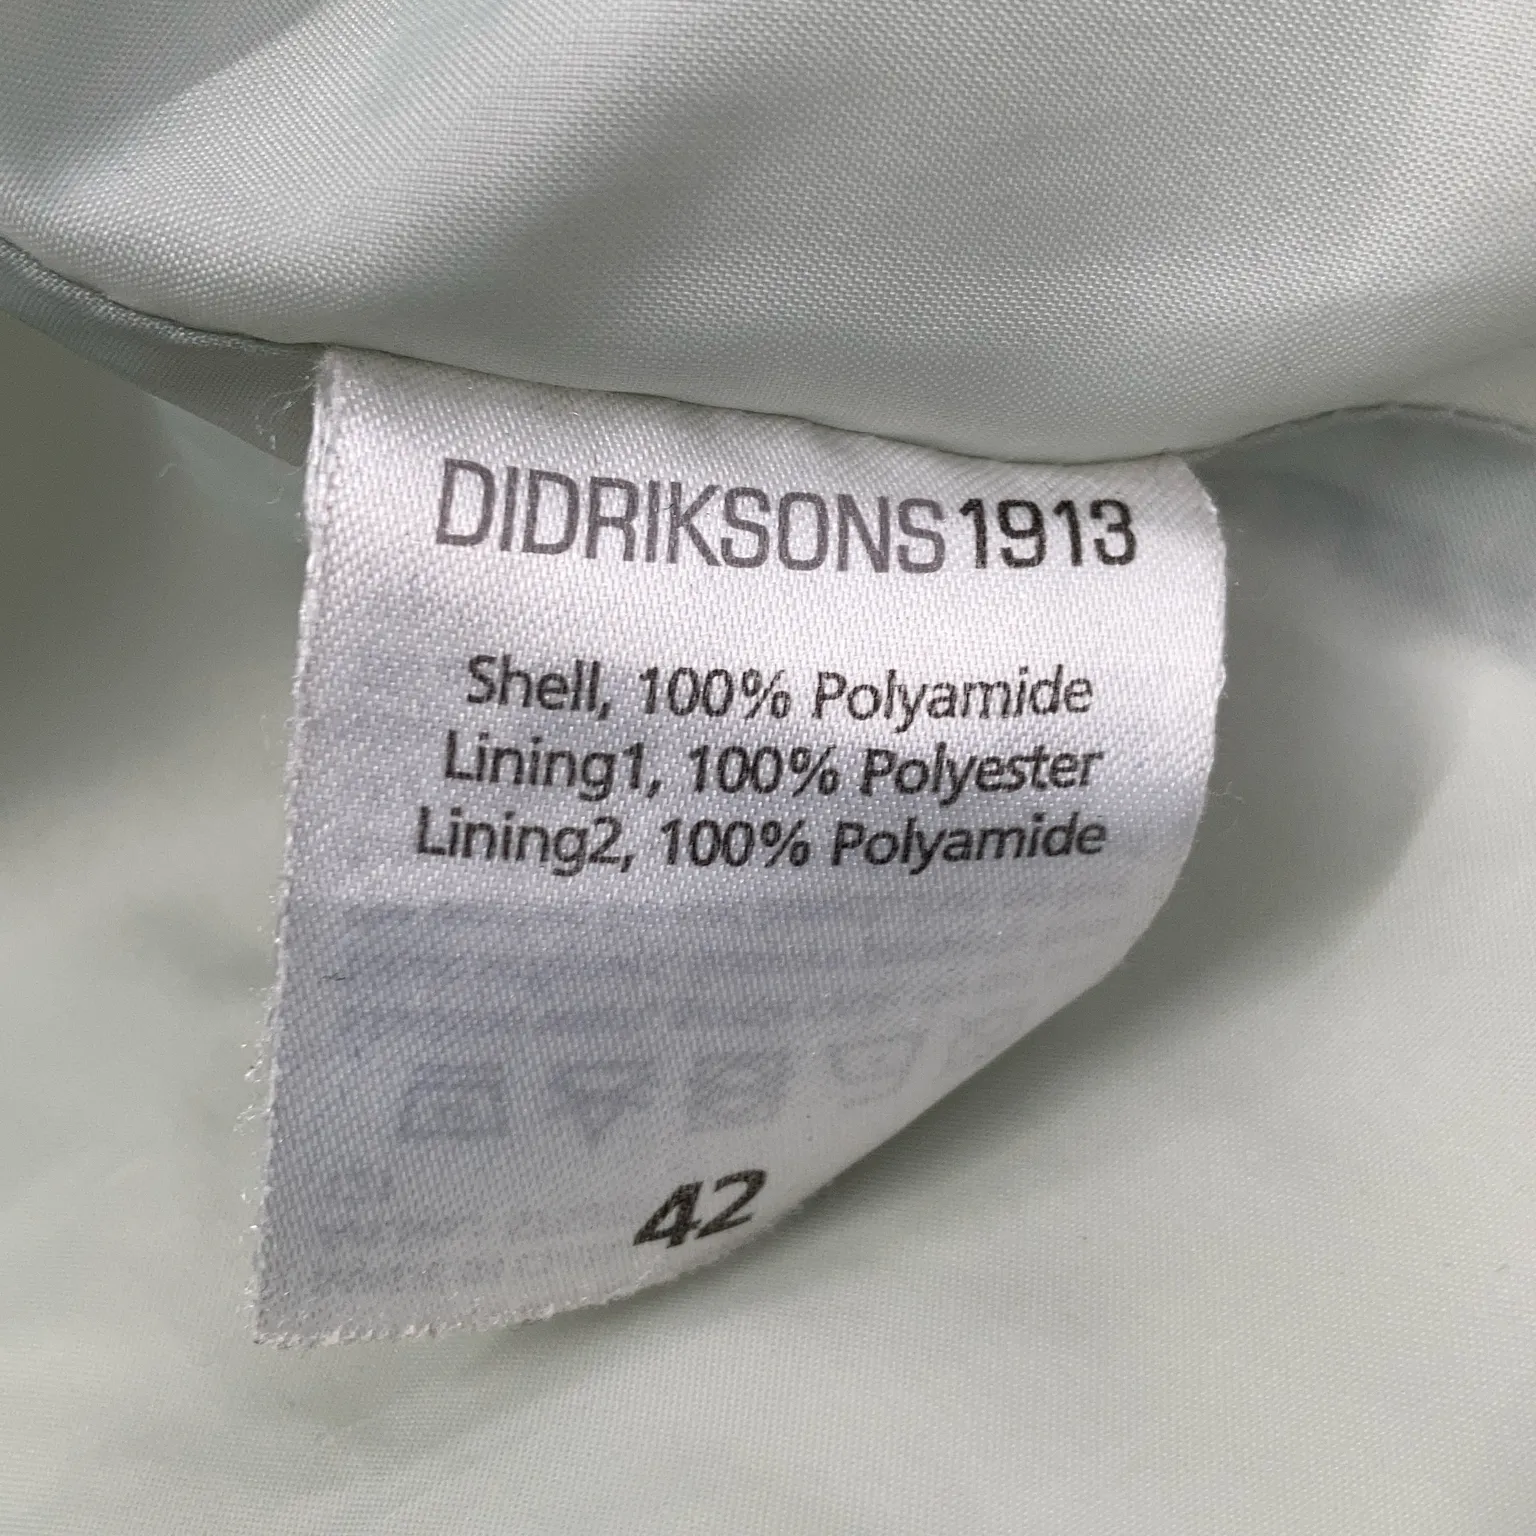 DIDRIKSONS1913
Shell, 100% Polyamide
Lining1, 100% Polyester
Lining2, 100% Polyamide
42